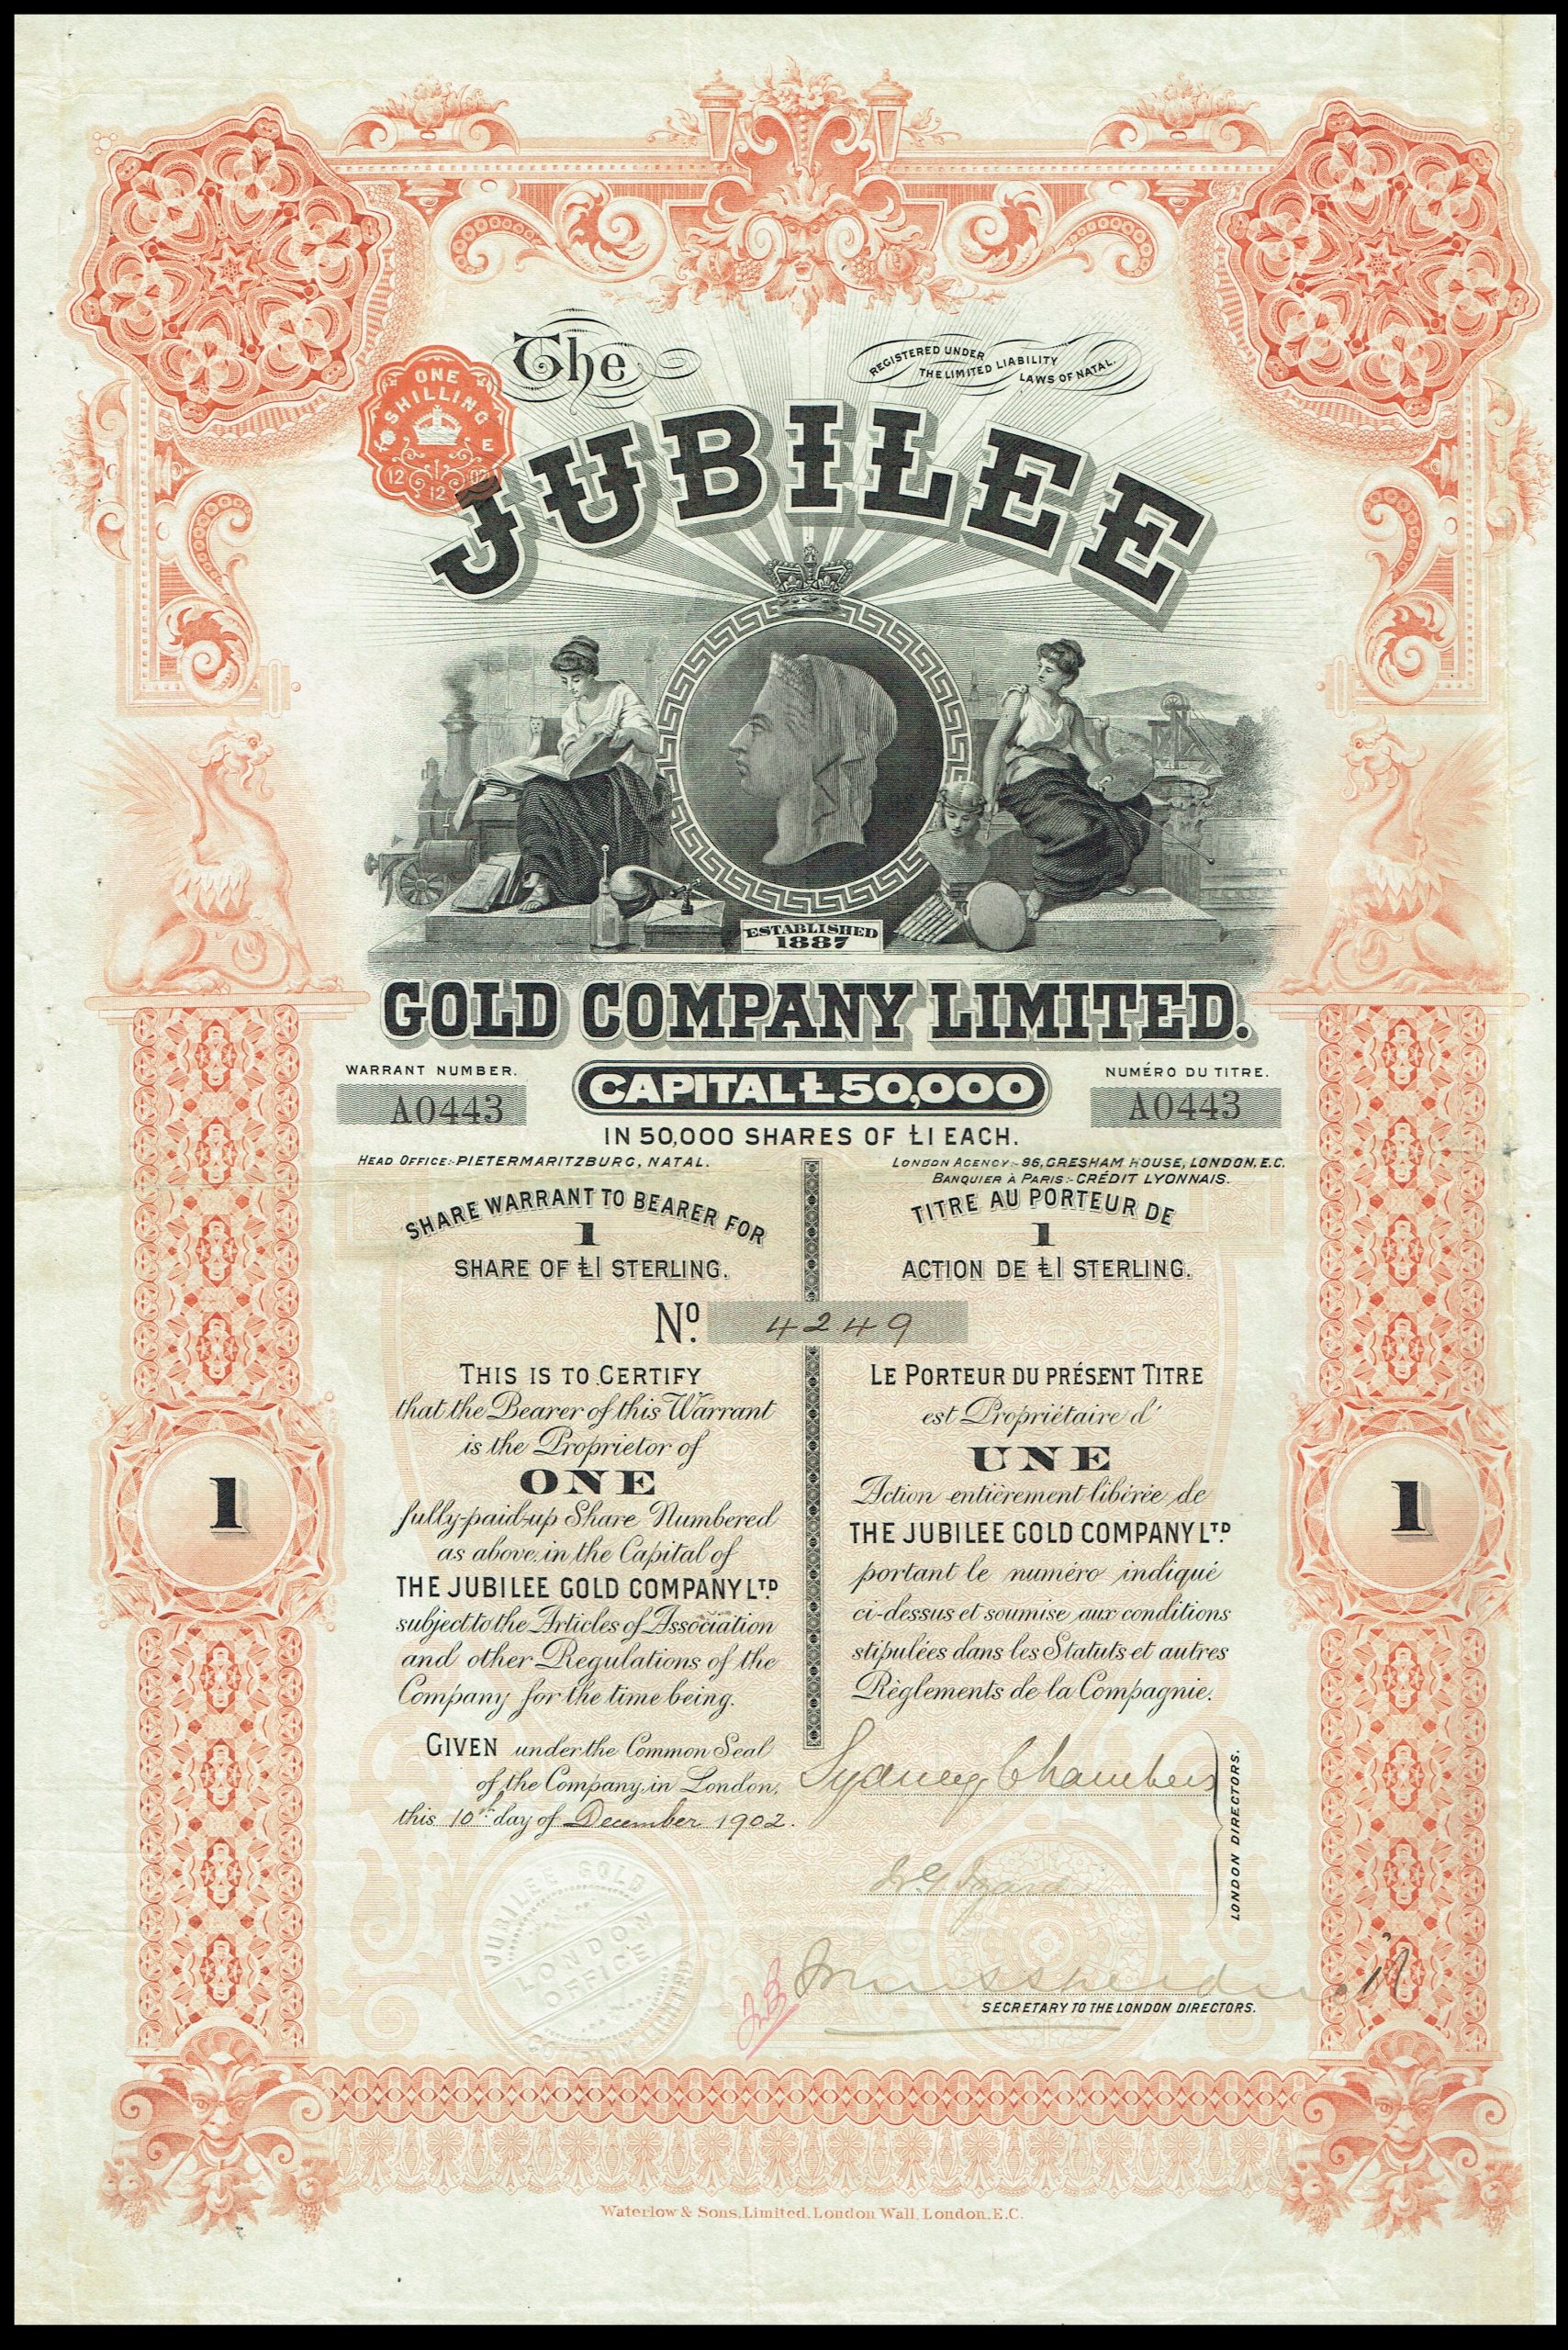 The
REGISTERED UNDER
THE LIMITED LIABILITY
LAWS OF NATAL.
ONE
SHILLING
E
12 12 02
JUBILEE
ESTABLISHED
1887
GOLD COMPANY LIMITED.
WARRANT NUMBER.
A0443
CAPITAL £50,000
NUMÉRO DU TITRE.
A0443
IN 50,000 SHARES OF £1 EACH.
HEAD OFFICE:-PIETERMARITZBURG, NATAL.
LONDON AGENCY:-96, GRESHAM HOUSE, LONDON, E.C.
BANQUIER À PARIS:-CRÉDIT LYONNAIS.
SHARE WARRANT TO BEARER FOR
1
SHARE OF £1 STERLING.
TITRE AU PORTEUR DE
1
ACTION DE £1 STERLING.
No. 4249
THIS IS TO CERTIFY
that the Bearer of this Warrant
is the Proprietor of
ONE
fully-paid-up Share Numbered
as above, in the Capital of
THE JUBILEE GOLD COMPANY LTD.
subject to the Articles of Association
and other Regulations of the
Company for the time being.
GIVEN under the Common Seal
of the Company, in London,
this 10th day of December 1902.
LE PORTEUR DU PRÉSENT TITRE
est Propriétaire d'
UNE
Action entièrement libérée de
THE JUBILEE GOLD COMPANY LTD.
portant le numéro indiqué
ci-dessus et soumise aux conditions
stipulées dans les Statuts et autres
Règlements de la Compagnie.
1
1
Sydney Chambers
LONDON DIRECTORS.
JUBILEE GOLD
LONDON
OFFICE
COMPANY LIMITED
SECRETARY TO THE LONDON DIRECTORS.
Waterlow & Sons, Limited, London Wall, London, E.C.